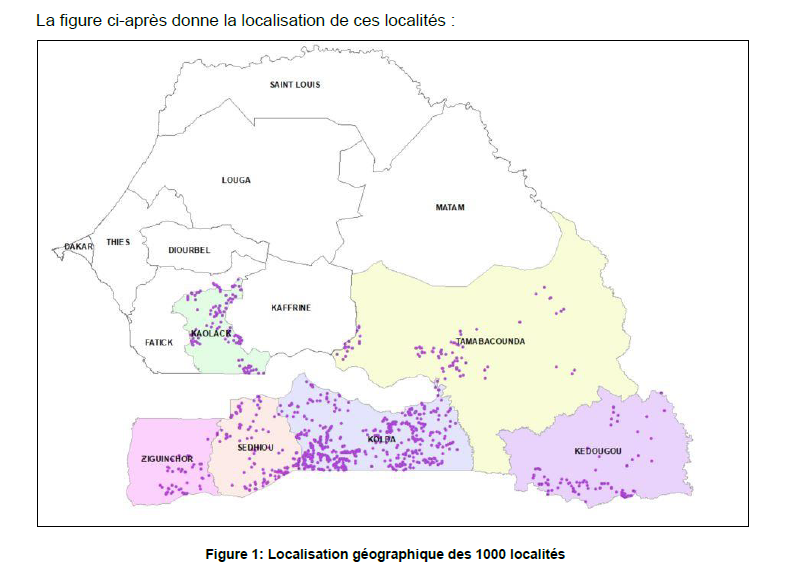 La figure ci-après donne la localisation de ces localités :
SAINT LOUIS
LOUGA
MATAM
DAKAR
THIES
DIOURBEL
KAFFRINE
FATICK
KAOLACK
TAMABACOUNDA
KOLDA
SEDHIOU
ZIGUINCHOR
KEDOUGOU
Figure 1: Localisation géographique des 1000 localités